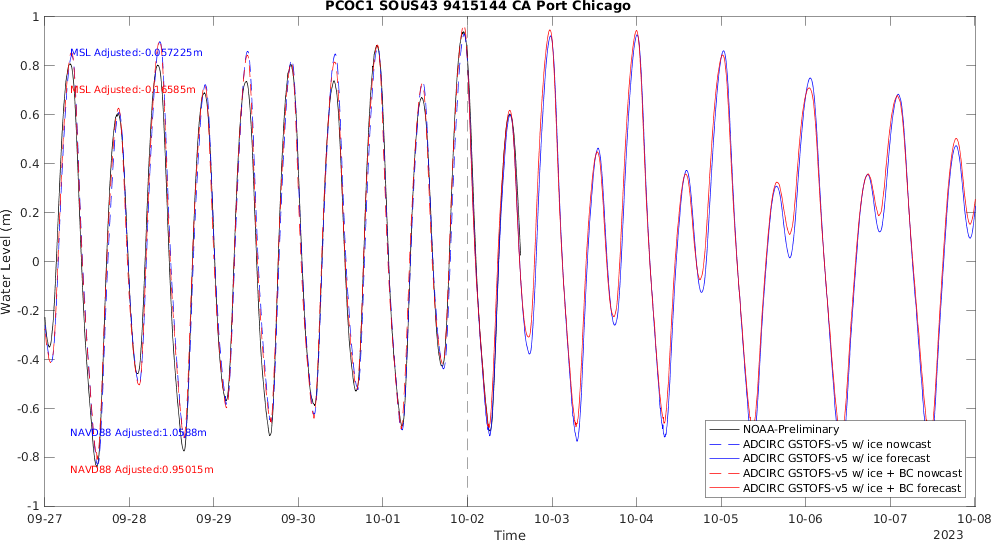 PCOC1 SOUS43 9415144 CA Port Chicago
1
0.8
0.6
0.4
0.2
0
-0.2
-0.4
-0.6
-0.8
-1
Water Level (m)
MSL Adjusted:-0.057225m
MSL Adjusted:-0.16585m
NAVD88 Adjusted:1.0588m
NAVD88 Adjusted:0.95015m
NOAA-Preliminary
ADCIRC GSTOFS-v5 w/ ice nowcast
ADCIRC GSTOFS-v5 w/ ice forecast
ADCIRC GSTOFS-v5 w/ ice + BC nowcast
ADCIRC GSTOFS-v5 w/ ice + BC forecast
09-27 09-28 09-29 09-30 10-01 10-02 10-03 10-04 10-05 10-06 10-07 10-08
Time
2023